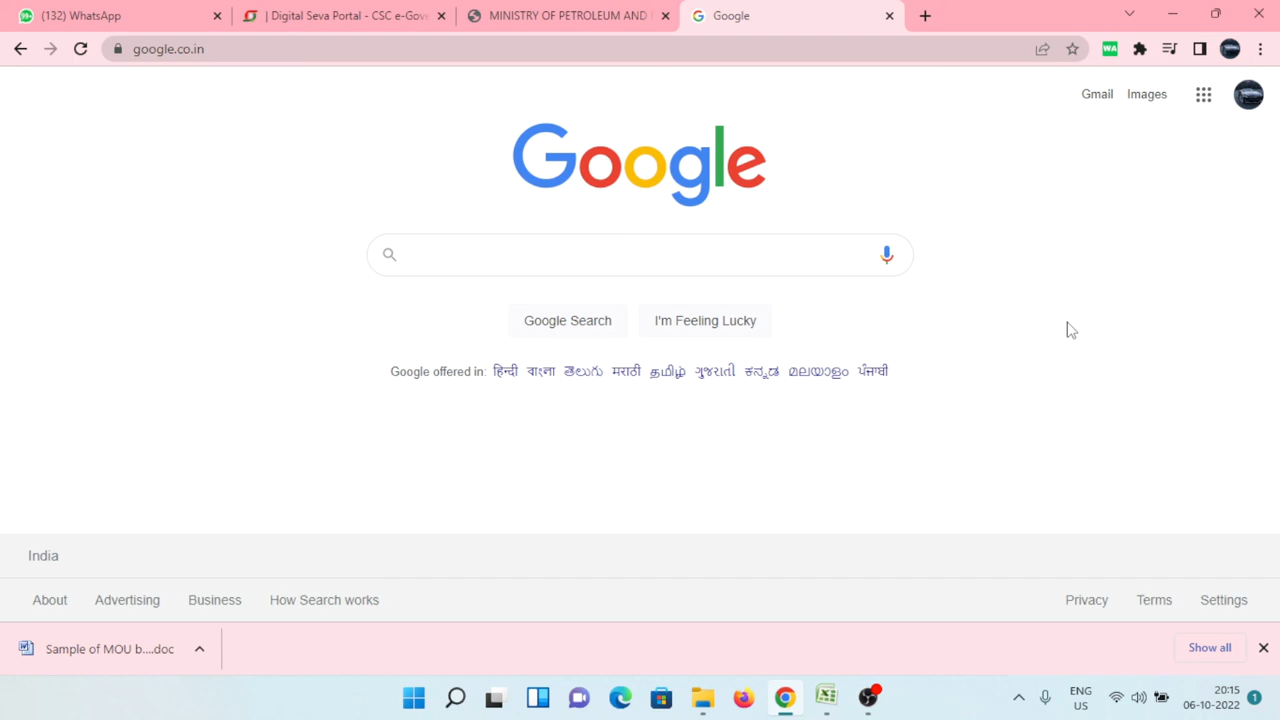 (132) WhatsApp
| Digital Seva Portal - CSC e-Gov
MINISTRY OF PETROLEUM AND
Google
google.co.in
WA
Gmail Images
Google
Google Search
I'm Feeling Lucky
Google offered in: हिन्दी বাংলা తెలుగు मराठी தமிழ் ગુજરાતી ಕನ್ನಡ മലയാളം ਪੰਜਾਬੀ
India
About Advertising Business How Search works
Privacy Terms Settings
Sample of MOU b....doc
Show all
ENG
US
20:15
06-10-2022
1